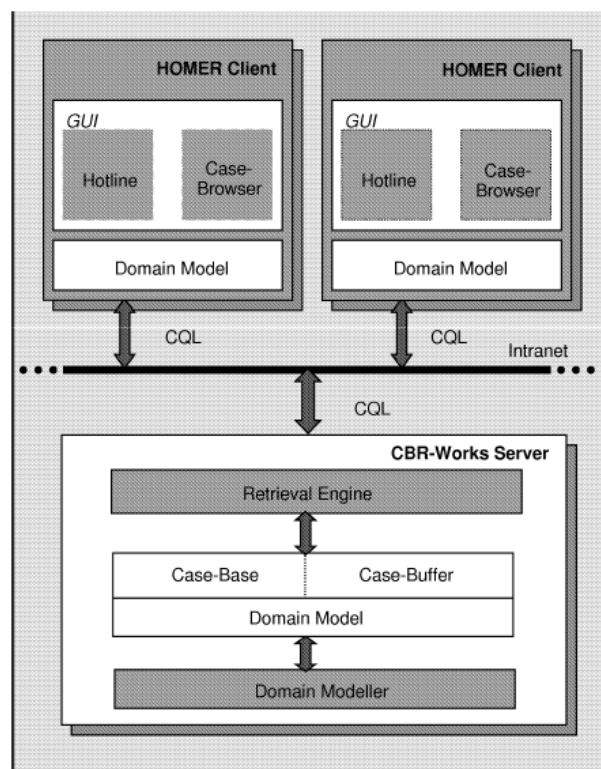 HOMER Client
GUI
Hotline
Case-
Browser
Domain Model
HOMER Client
GUI
Hotline
Case-
Browser
Domain Model
CQL
CQL
Intranet
CQL
CBR-Works Server
Retrieval Engine
Case-Base
Case-Buffer
Domain Model
Domain Modeller